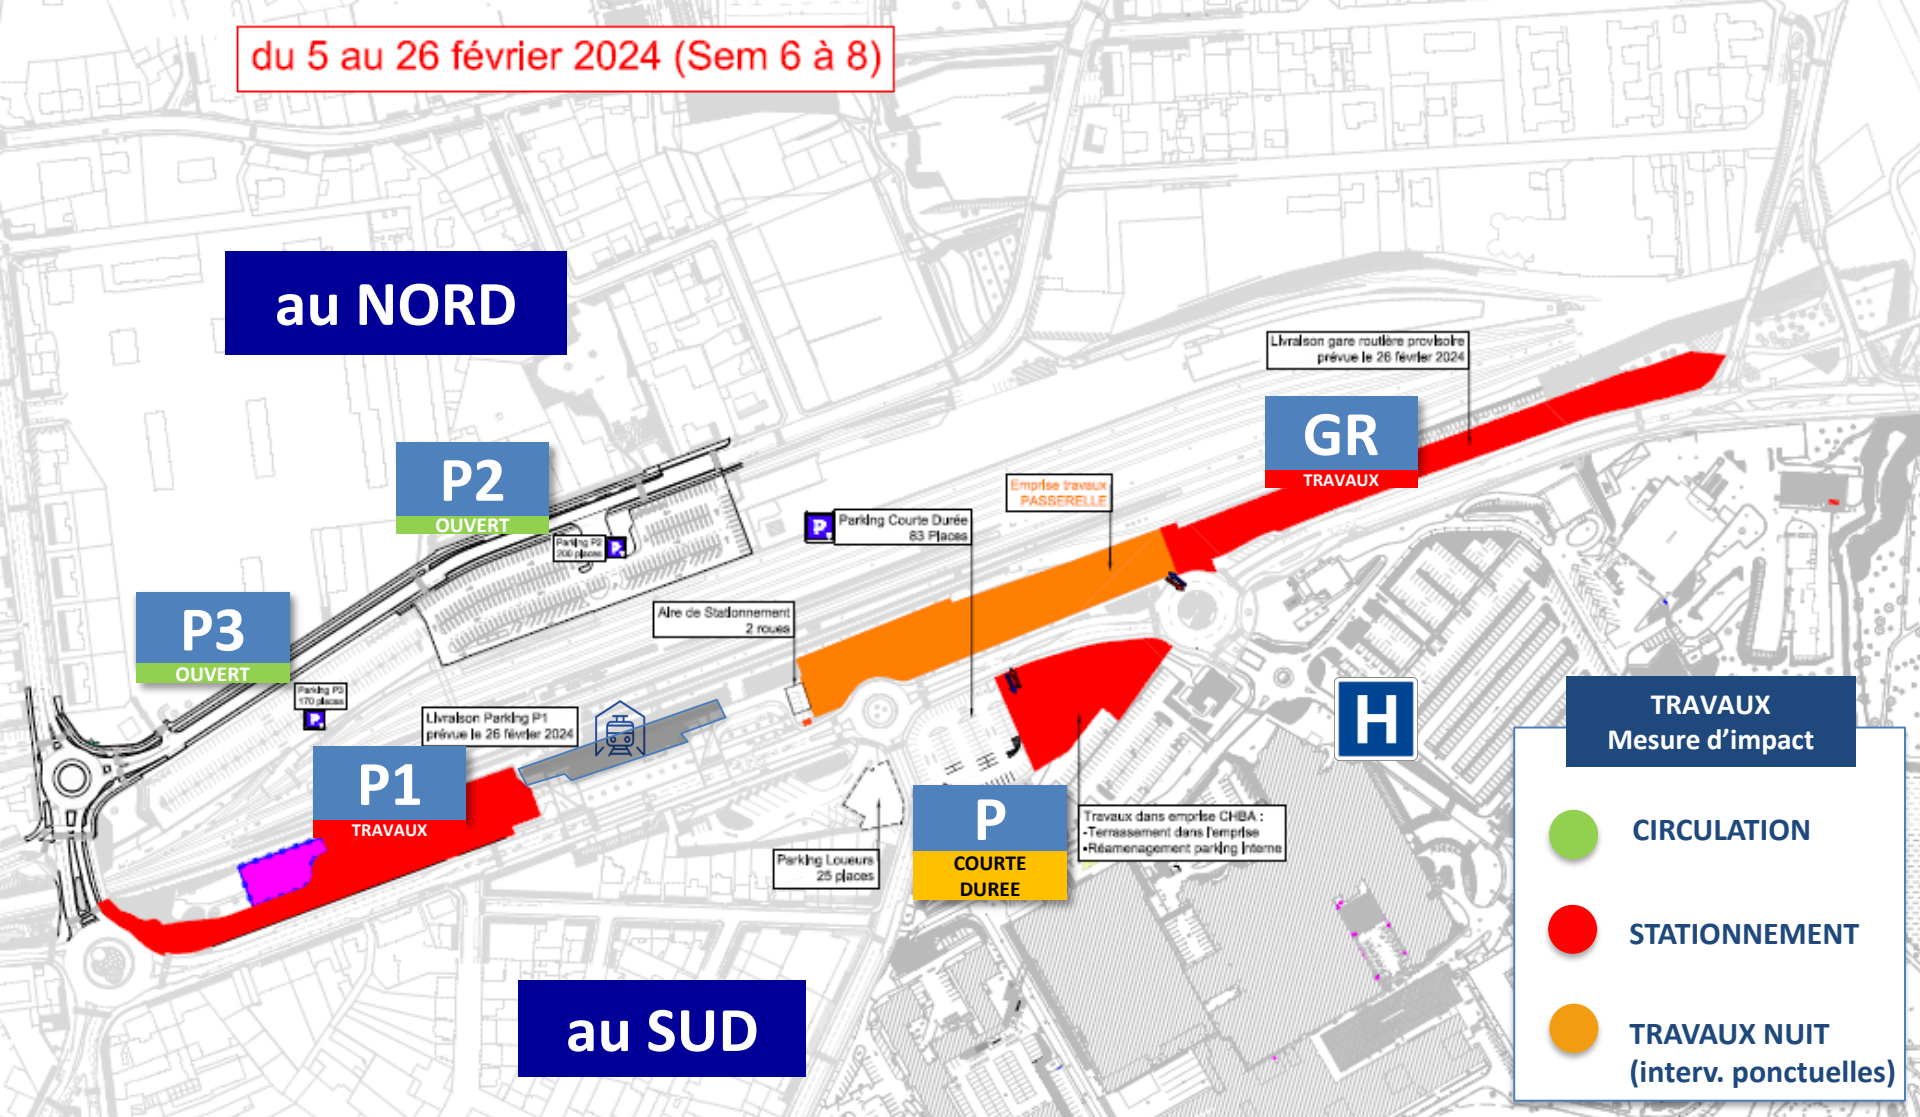 du 5 au 26 février 2024 (Sem 6 à 8)
au NORD
Livraison gare routière provisoire
prévue le 26 février 2024
GR
TRAVAUX
P2
OUVERT
Parking P2
200 places
P
Emprise travaux
PASSERELLE
P
Parking Courte Durée
83 Places
Aire de Stationnement
2 roues
P3
OUVERT
Parking P3
170 places
P
Livraison Parking P1
prévue le 26 février 2024
P1
TRAVAUX
H
P
COURTE
DUREE
Travaux dans emprise CHBA :
-Terrassement dans l'emprise
-Réamenagement parking interne
Parking Loueurs
25 places
au SUD
TRAVAUX
Mesure d'impact
CIRCULATION
STATIONNEMENT
TRAVAUX NUIT
(interv. ponctuelles)